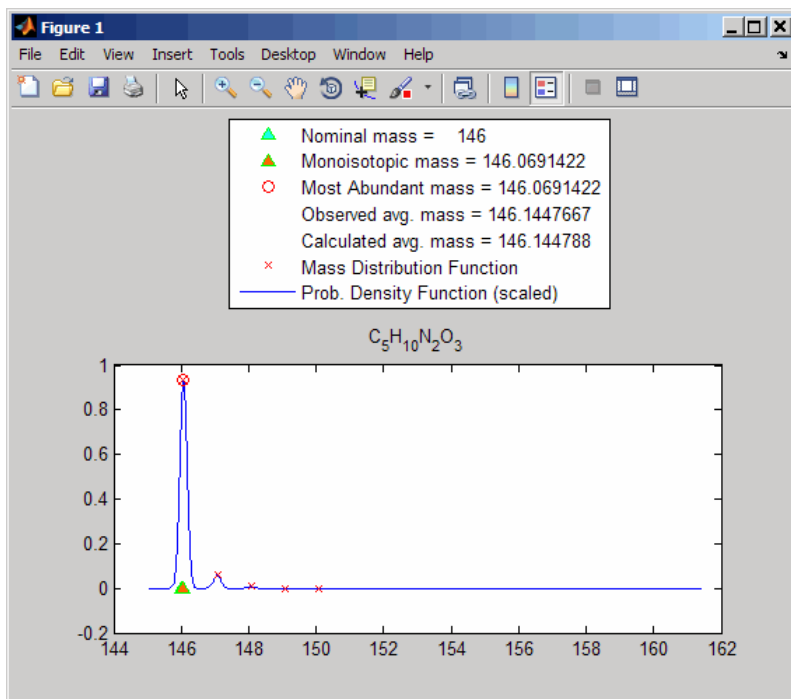 Figure 1
File Edit View Insert Tools Desktop Window Help
Nominal mass = 146
Monoisotopic mass = 146.0691422
Most Abundant mass = 146.0691422
Observed avg. mass = 146.1447667
Calculated avg. mass = 146.144788
Mass Distribution Function
Prob. Density Function (scaled)
C₅H₁₀N₂O₃
1
0.8
0.6
0.4
0.2
0
-0.2
144 146 148 150 152 154 156 158 160 162